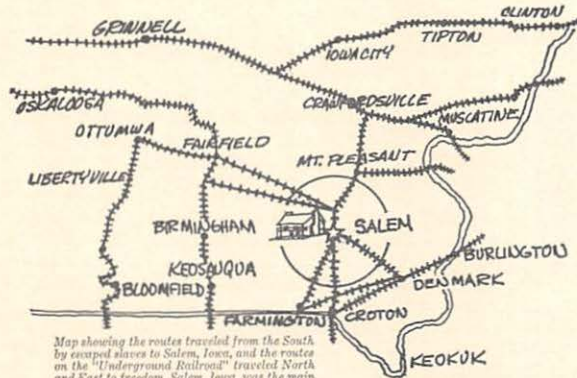 CLINTON
GRINNELL
TIPTON
IOWA CITY
OSKALOOGA
CRAWFORDSVILLE
MUSCATINE
OTTUMWA
FAIRFIELD
MT. PLEASANT
LIBERTYVILLE
BIRMINGHAM
SALEM
BURLINGTON
KEOSAUQUA
DENMARK
BLOOMFIELD
FARMINGTON
CROTON
KEOKUK
Map showing the routes traveled from the South
by escaped slaves to Salem, Iowa, and the routes
on the "Underground Railroad" traveled North
and East to freedom. Salem, Iowa, was the main